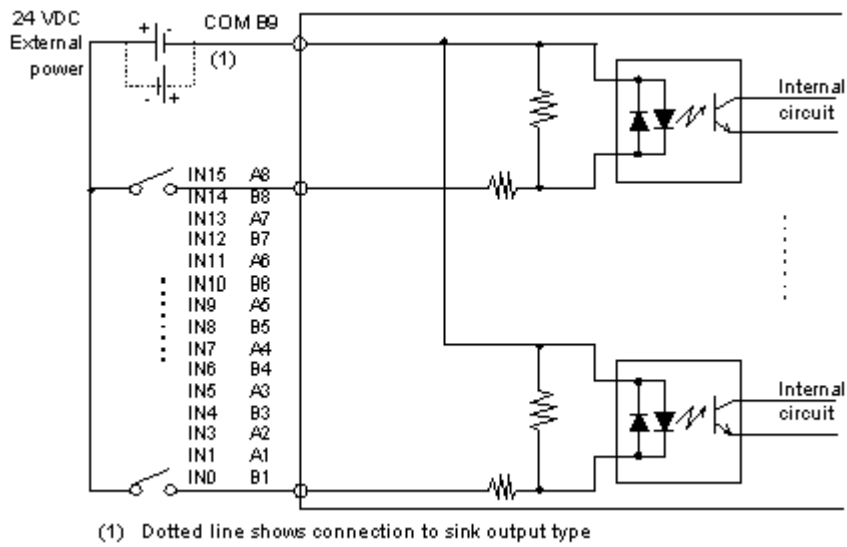 24 VDC
External
power
+ -
- +
COM B9
(1)
Internal
circuit
IN15 A8
IN14 B8
IN13 A7
IN12 B7
IN11 A6
IN10 B6
IN9 A5
IN8 B5
IN7 A4
IN6 B4
IN5 A3
IN4 B3
IN3 A2
IN1 A1
IN0 B1
Internal
circuit
(1) Dotted line shows connection to sink output type